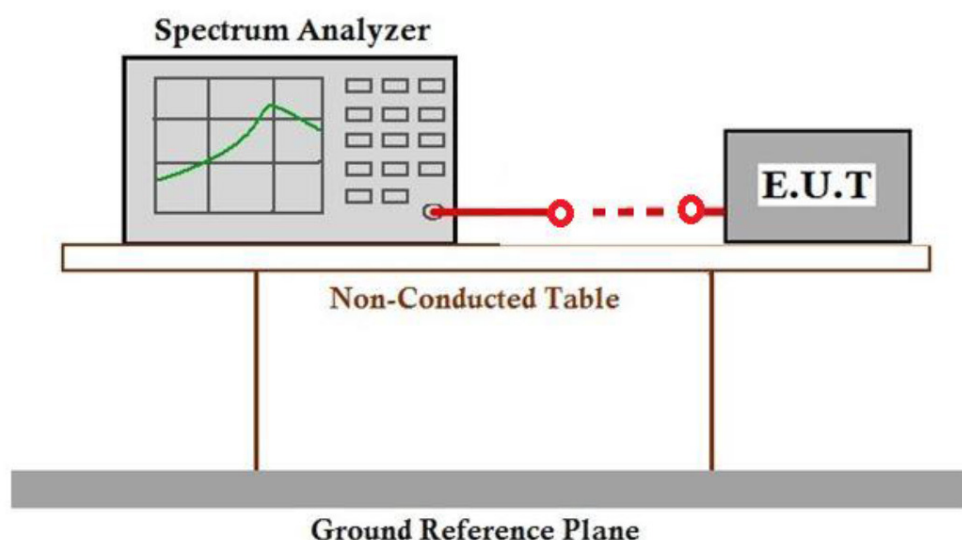 Spectrum Analyzer
E.U.T
Non-Conducted Table
Ground Reference Plane